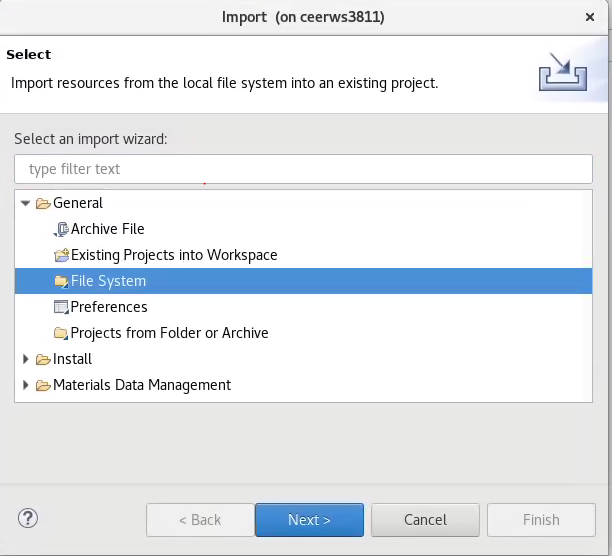 Import (on ceerws3811)
×
Select
Import resources from the local file system into an existing project.
Select an import wizard:
type filter text
General
Archive File
Existing Projects into Workspace
File System
Preferences
Projects from Folder or Archive
Install
Materials Data Management
?
< Back
Next >
Cancel
Finish